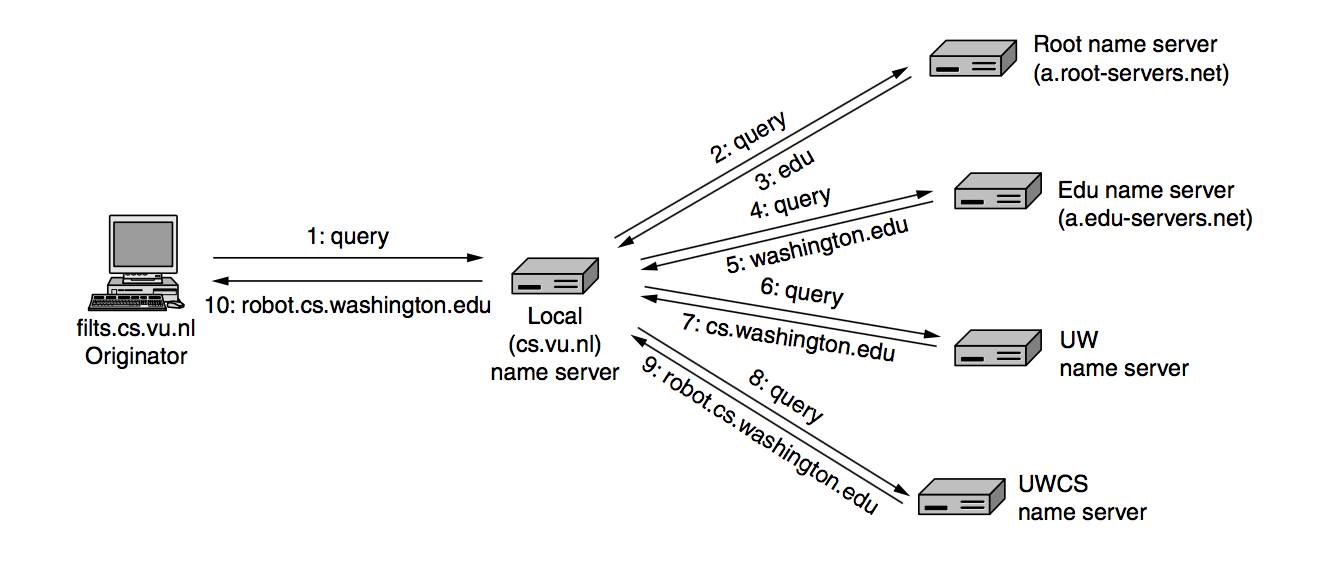 Root name server
(a.root-servers.net)
2: query
3: edu
4: query
Edu name server
(a.edu-servers.net)
5: washington.edu
1: query
10: robot.cs.washington.edu
filts.cs.vu.nl
Originator
Local
(cs.vu.nl)
name server
6: query
7: cs.washington.edu
UW
name server
8: query
9: robot.cs.washington.edu
UWCS
name server